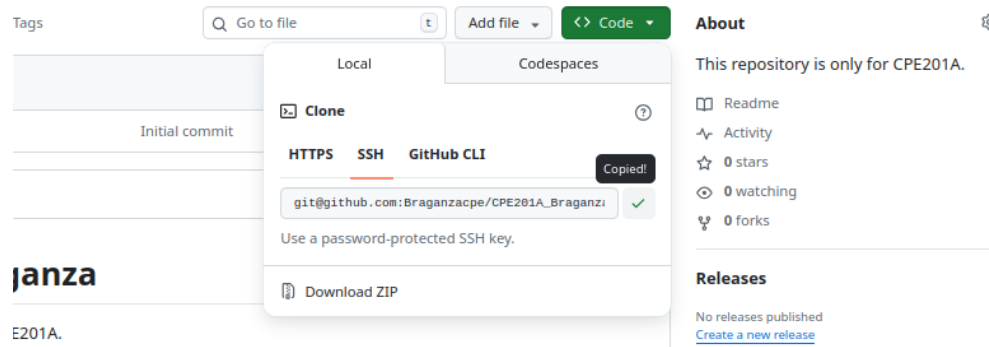 Tags
Go to file
t
Add file
<> Code
Local
Codespaces
Clone
HTTPS
SSH
GitHub CLI
Copied!
git@github.com:Braganzacpe/CPE201A_Braganza
Use a password-protected SSH key.
Download ZIP
Initial commit
ganza
E201A.
About
This repository is only for CPE201A.
Readme
Activity
0 stars
0 watching
0 forks
Releases
No releases published
Create a new release